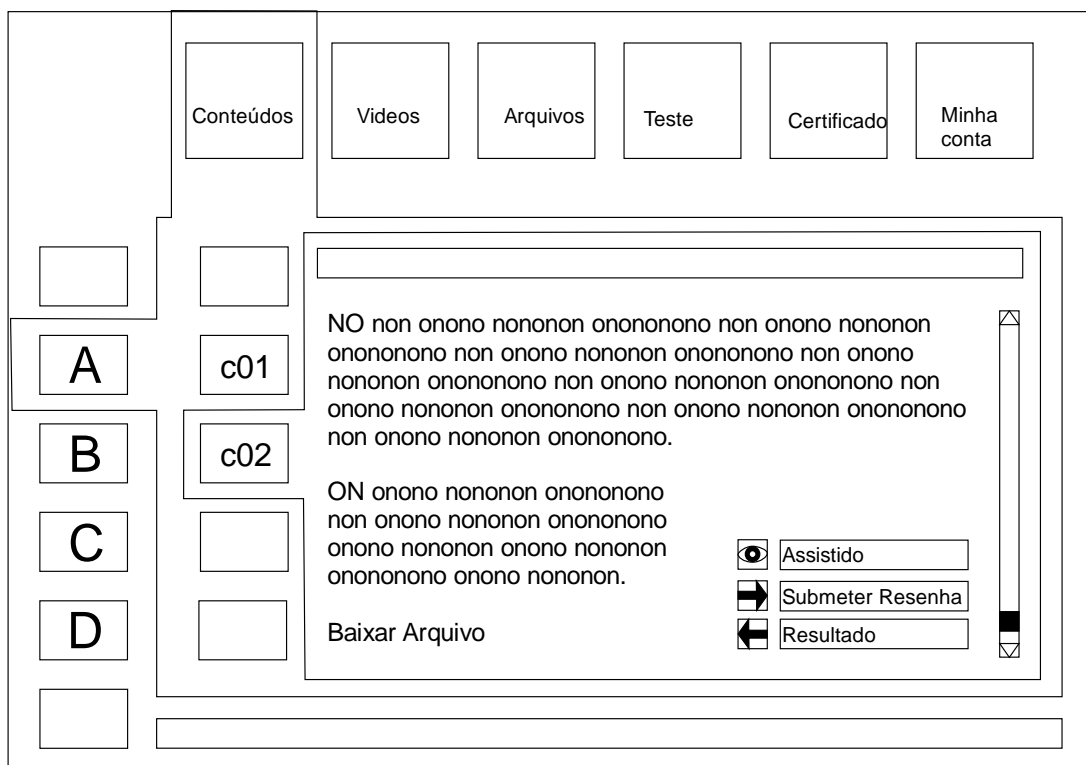 Conteúdos
Videos
Arquivos
Teste
Certificado
Minha
conta
A
B
C
D
c01
c02
NO non onono nononon onononono non onono nononon
onononono non onono nononon onononono non onono
nononon onononono non onono nononon onononono non
onono nononon onononono non onono nononon onononono
non onono nononon onononono.
ON onono nononon onononono
non onono nononon onononono
onono nononon onono nononon
onononono onono nononon.
Baixar Arquivo
Assistido
Submeter Resenha
Resultado